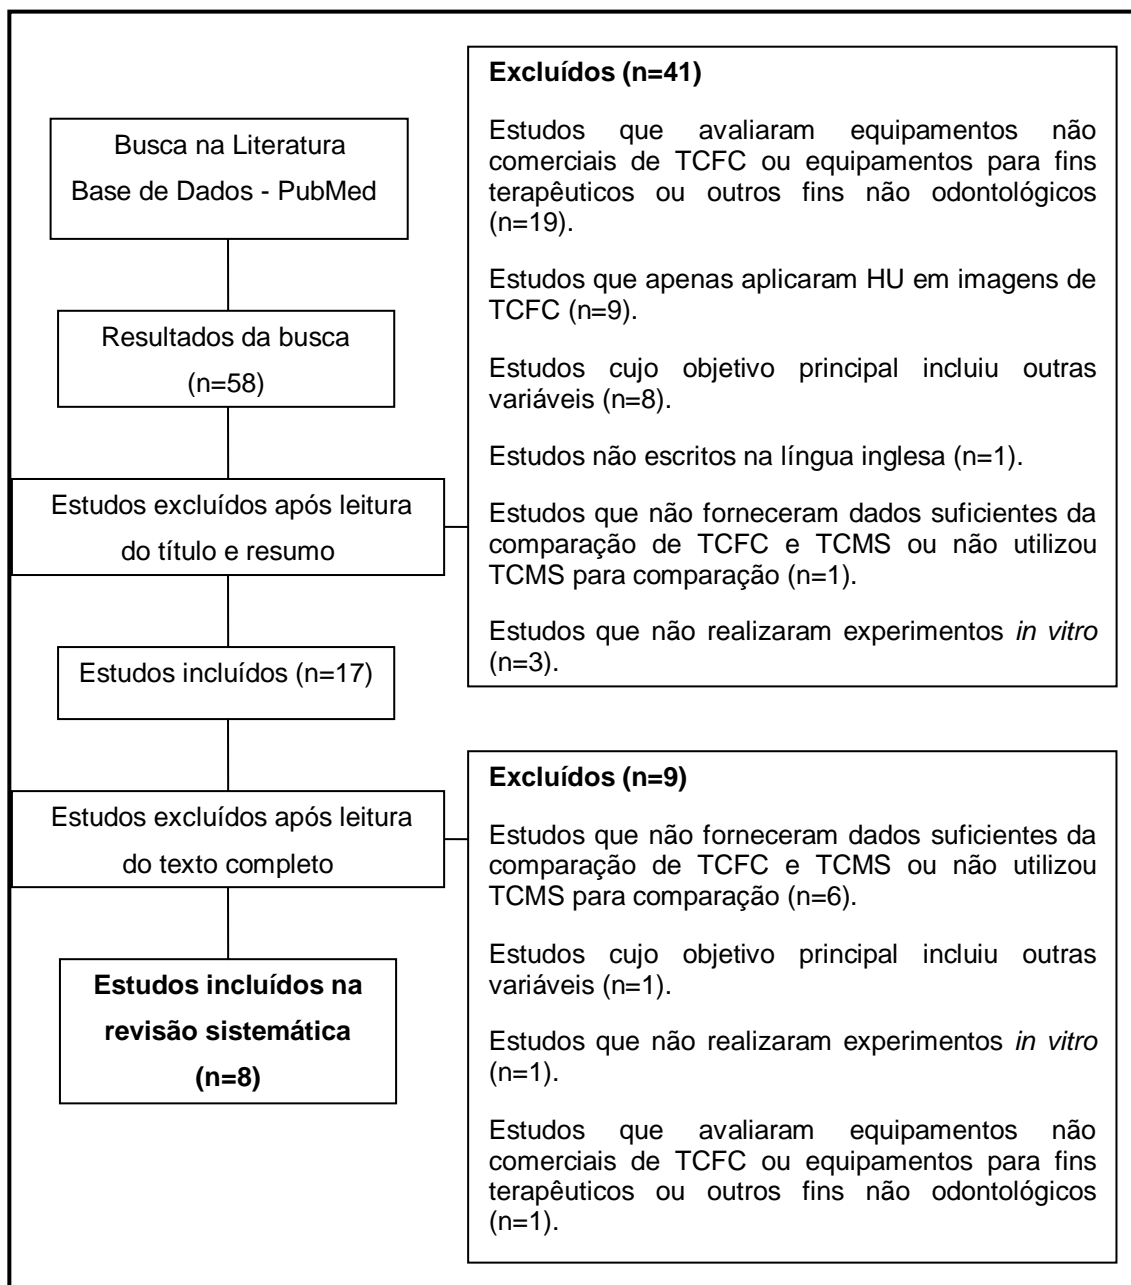 Busca na Literatura
Base de Dados - PubMed
Resultados da busca
(n=58)
Estudos excluídos após leitura
do título e resumo
Excluídos (n=41)
Estudos que avaliaram equipamentos não
comerciais de TCFC ou equipamentos para fins
terapêuticos ou outros fins não odontológicos
(n=19).
Estudos que apenas aplicaram HU em imagens de
TCFC (n=9).
Estudos cujo objetivo principal incluiu outras
variáveis (n=8).
Estudos não escritos na língua inglesa (n=1).
Estudos que não forneceram dados suficientes da
comparação de TCFC e TCMS ou não utilizou
TCMS para comparação (n=1).
Estudos que não realizaram experimentos in vitro
(n=3).
Estudos incluídos (n=17)
Estudos excluídos após leitura
do texto completo
Excluídos (n=9)
Estudos que não forneceram dados suficientes da
comparação de TCFC e TCMS ou não utilizou
TCMS para comparação (n=6).
Estudos cujo objetivo principal incluiu outras
variáveis (n=1).
Estudos que não realizaram experimentos in vitro
(n=1).
Estudos que avaliaram equipamentos não
comerciais de TCFC ou equipamentos para fins
terapêuticos ou outros fins não odontológicos
(n=1).
Estudos incluídos na
revisão sistemática
(n=8)